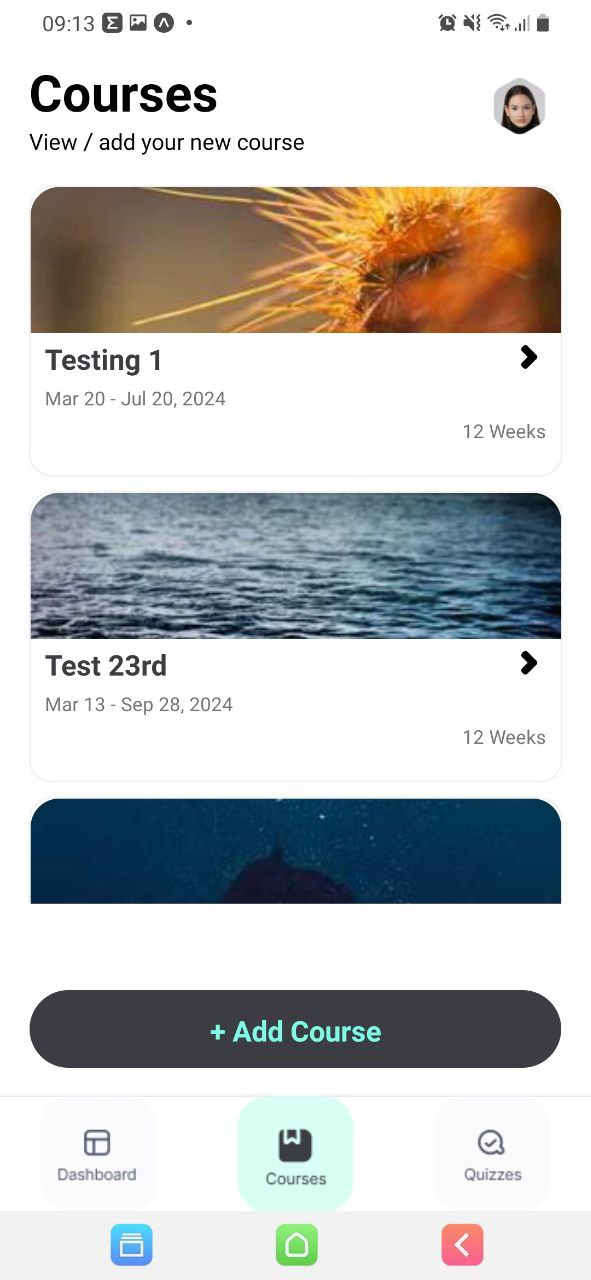 09:13
Courses
View / add your new course
Testing 1
Mar 20 - Jul 20, 2024
12 Weeks
Test 23rd
Mar 13 - Sep 28, 2024
12 Weeks
+ Add Course
Dashboard
Courses
Quizzes